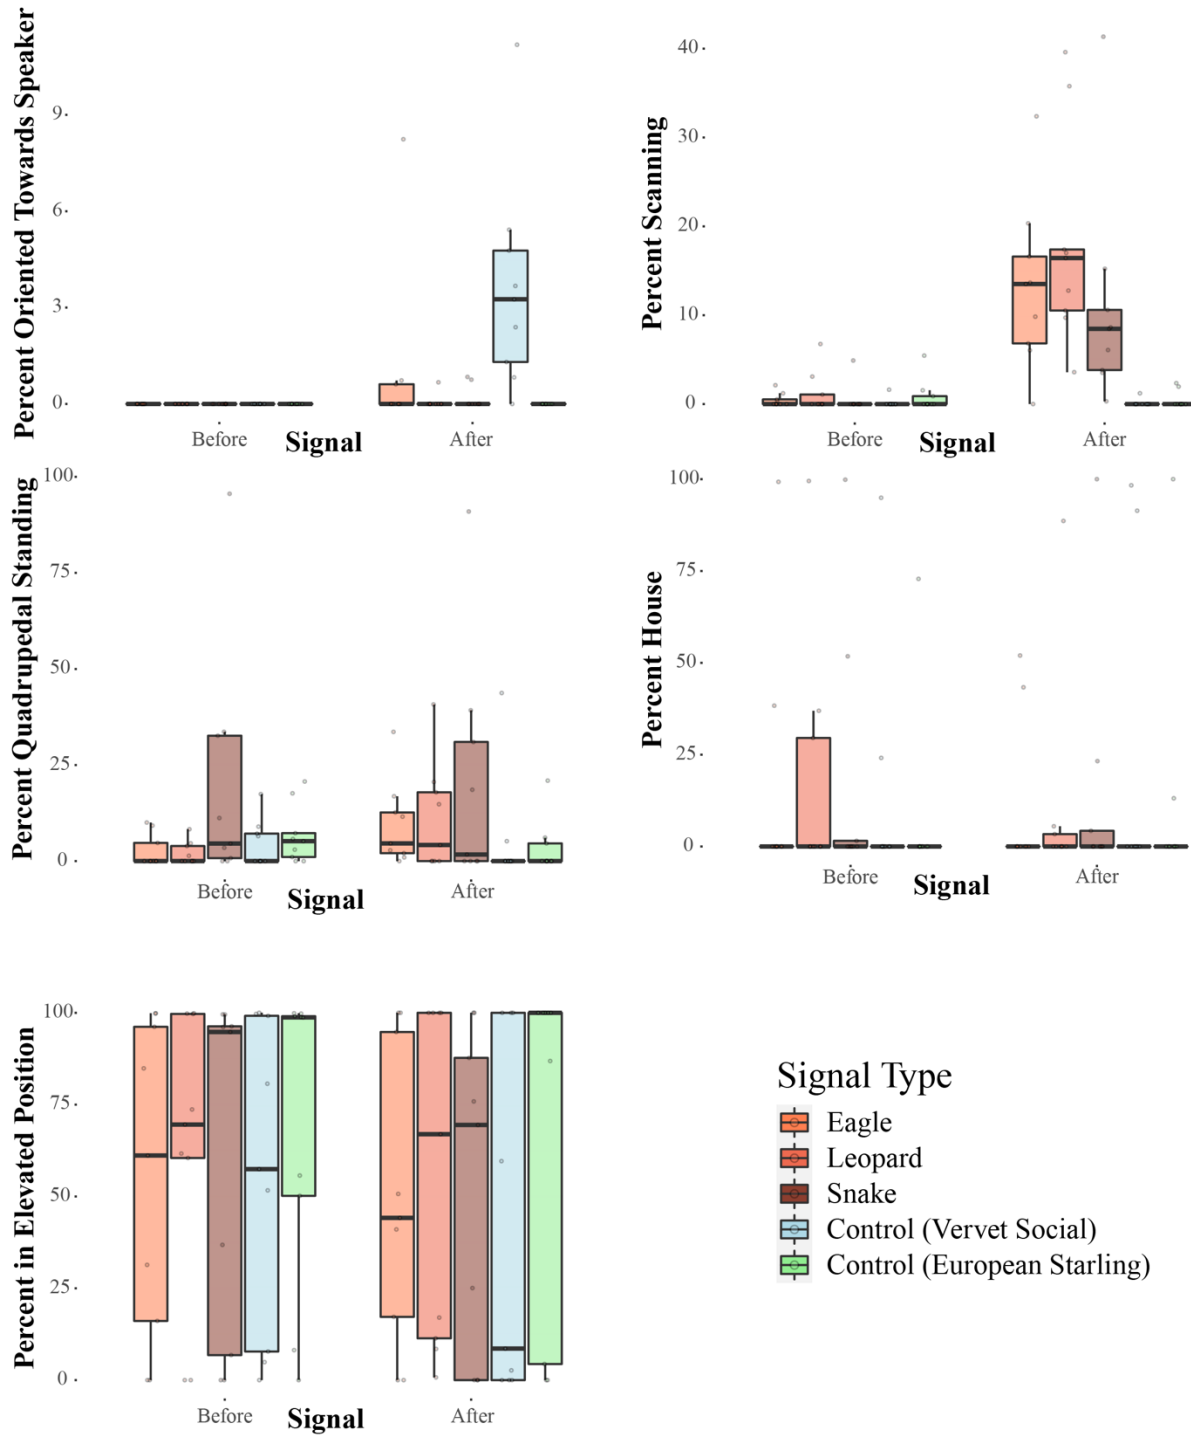 Percent Oriented Towards Speaker
9
6
3
0
Before
Signal
After
Percent Scanning
40
30
20
10
0
Before
Signal
After
Percent Quadrupedal Standing
100
75
50
25
0
Before
Signal
After
Percent House
100
75
50
25
0
Before
Signal
After
Percent in Elevated Position
100
75
50
25
0
Before
Signal
After
Signal Type
Eagle
Leopard
Snake
Control (Vervet Social)
Control (European Starling)